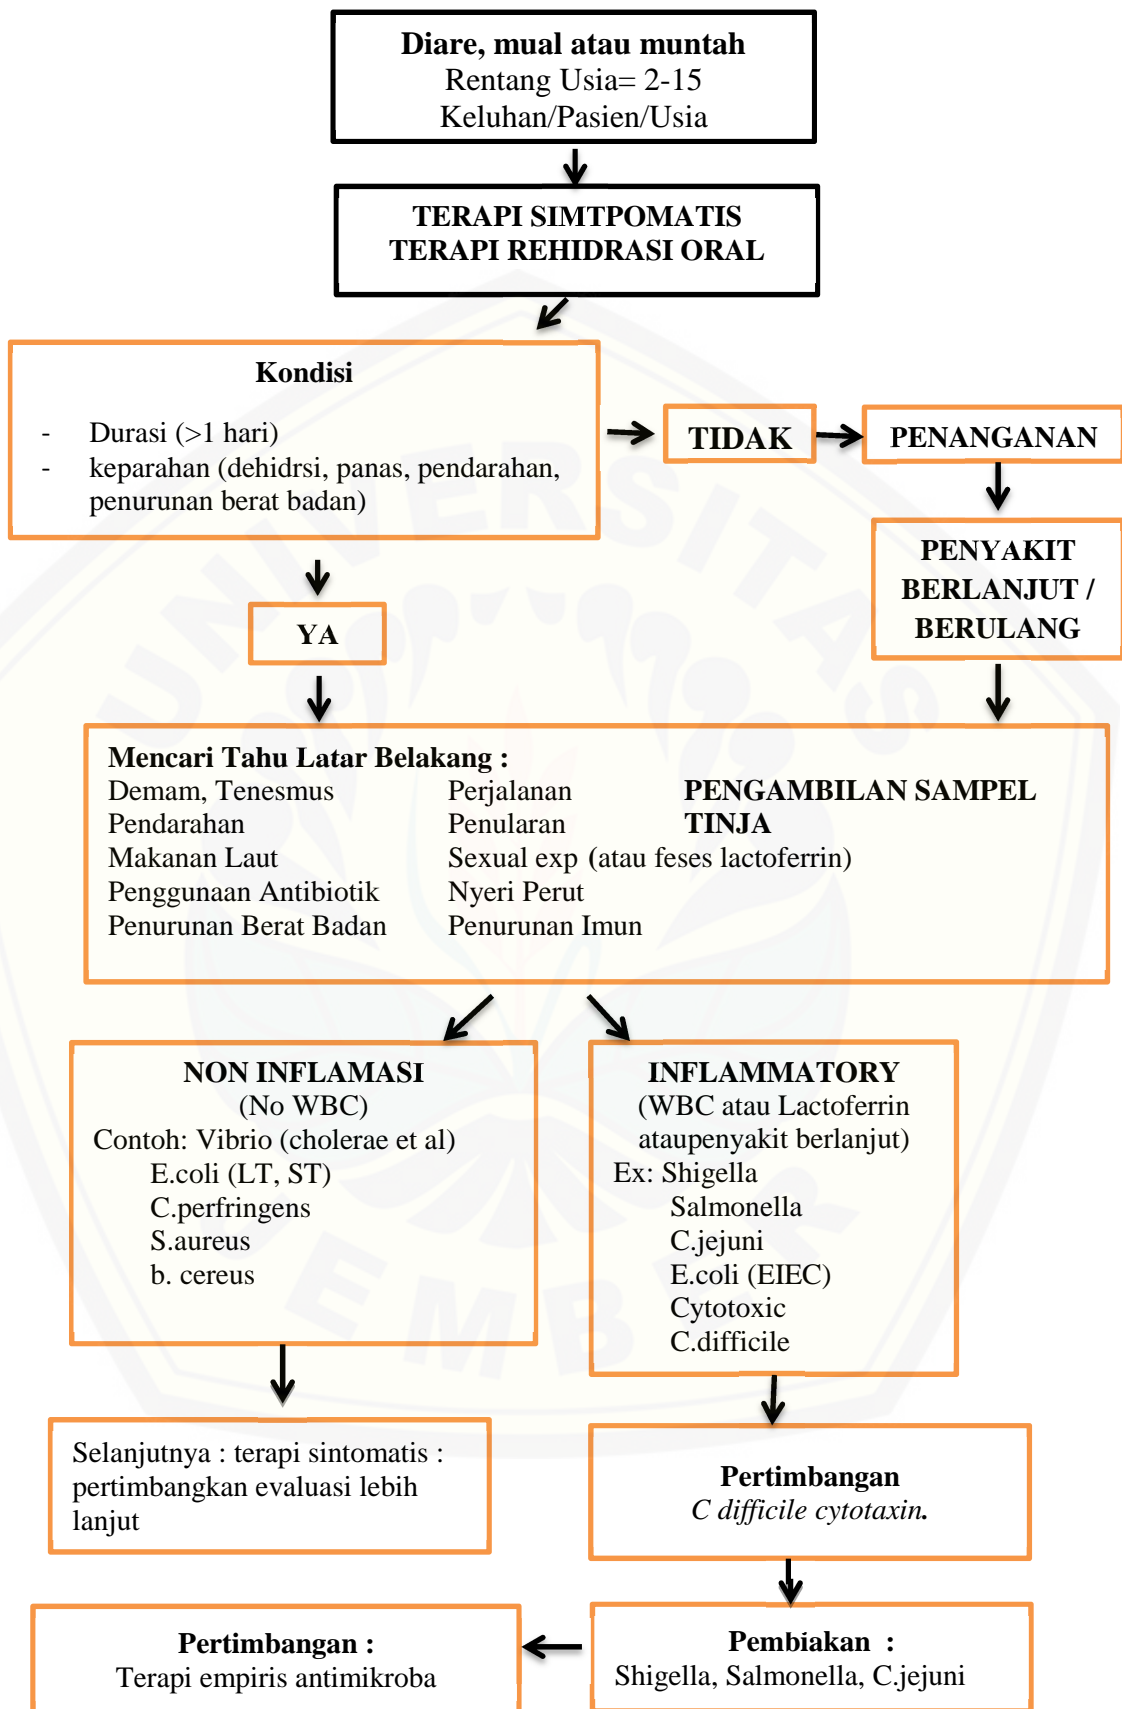 Diare, mual atau muntah
Rentang Usia= 2-15
Keluhan/Pasien/Usia
TERAPI SIMTPOMATIS
TERAPI REHIDRASI ORAL
Kondisi
- Durasi (>1 hari)
- keparahan (dehidrsi, panas, pendarahan,
penurunan berat badan)
TIDAK
PENANGANAN
PENYAKIT
BERLANJUT /
BERULANG
YA
Mencari Tahu Latar Belakang :
Demam, Tenesmus Perjalanan PENGAMBILAN SAMPEL
Pendarahan Penularan TINJA
Makanan Laut Sexual exp (atau feses lactoferrin)
Penggunaan Antibiotik Nyeri Perut
Penurunan Berat Badan Penurunan Imun
NON INFLAMASI
(No WBC)
Contoh: Vibrio (cholerae et al)
E.coli (LT, ST)
C.perfringens
S.aureus
b. cereus
INFLAMMATORY
(WBC atau Lactoferrin
ataupenyakit berlanjut)
Ex: Shigella
Salmonella
C.jejuni
E.coli (EIEC)
Cytotoxic
C.difficile
Selanjutnya : terapi sintomatis :
pertimbangkan evaluasi lebih
lanjut
Pertimbangan
C difficile cytotaxin.
Pertimbangan :
Terapi empiris antimikroba
Pembiakan :
Shigella, Salmonella, C.jejuni
UNIVERSITAS
JEMBER